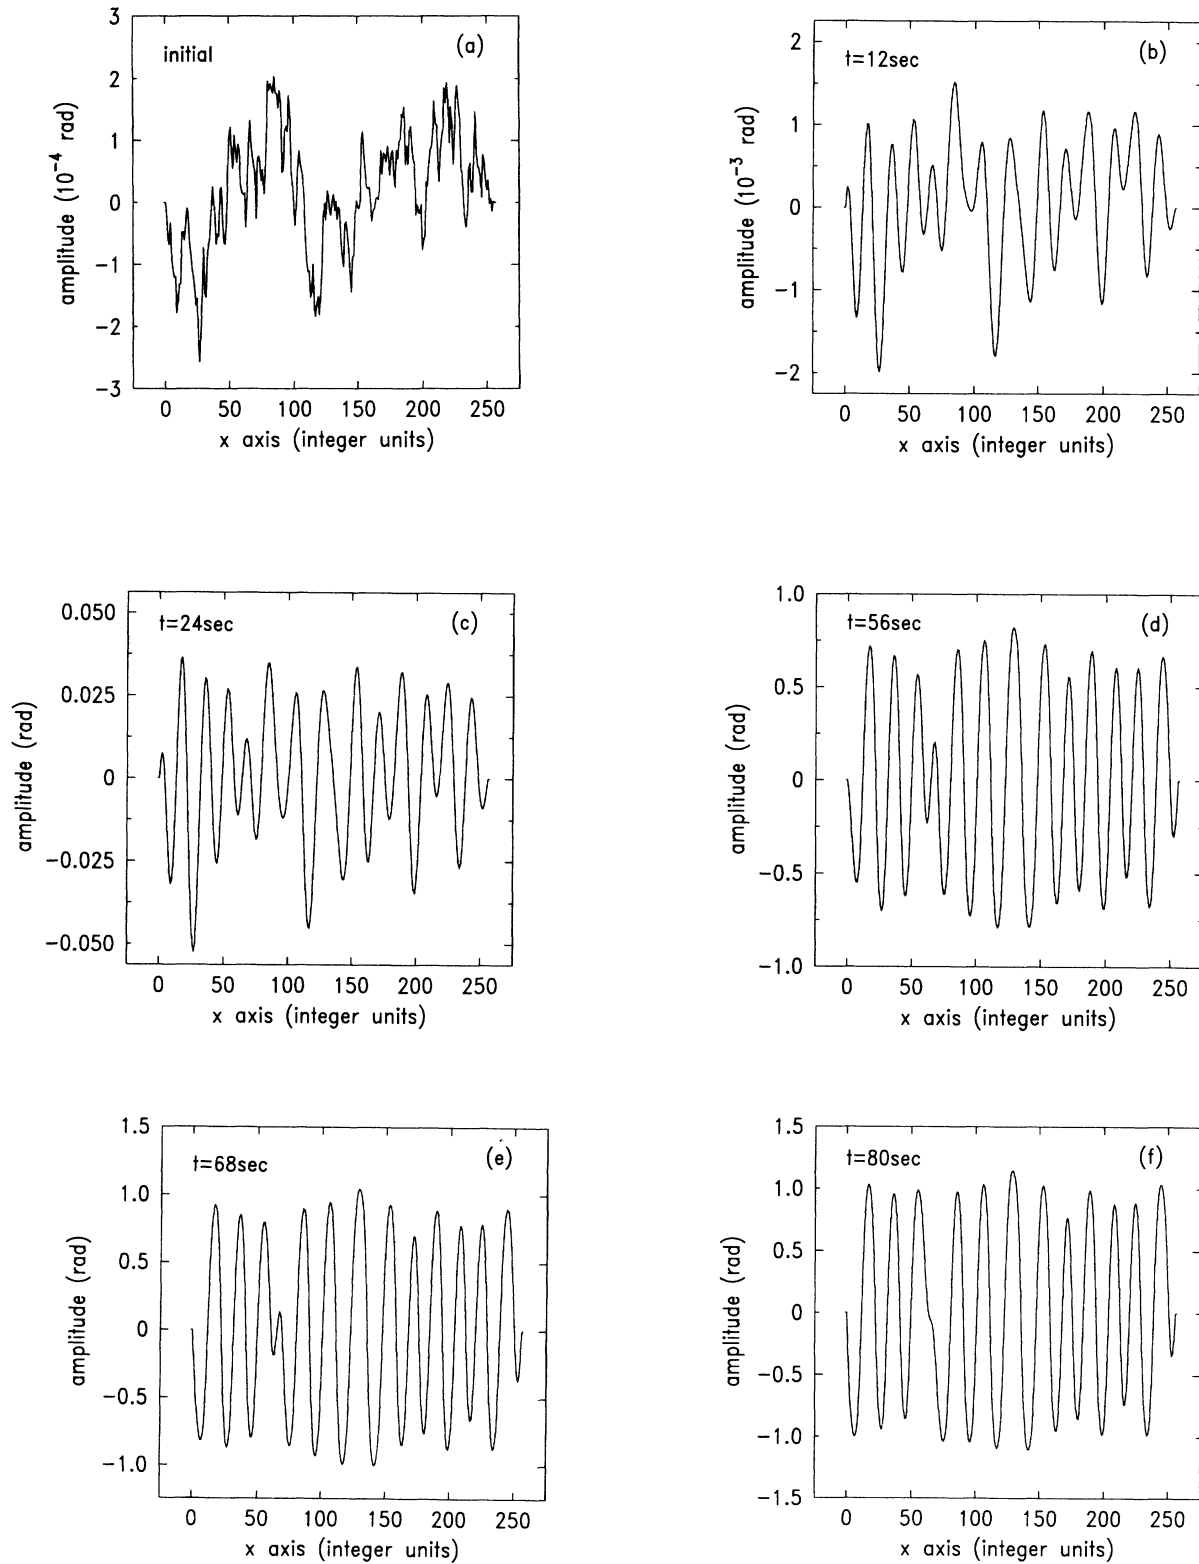 initial
(a)
3
2
1
0
−1
−2
−3
amplitude (10⁻⁴ rad)
0 50 100 150 200 250
x axis (integer units)
t=12sec
(b)
2
1
0
−1
−2
amplitude (10⁻³ rad)
0 50 100 150 200 250
x axis (integer units)
t=24sec
(c)
0.050
0.025
0
−0.025
−0.050
amplitude (rad)
0 50 100 150 200 250
x axis (integer units)
t=56sec
(d)
1.0
0.5
0
−0.5
−1.0
amplitude (rad)
0 50 100 150 200 250
x axis (integer units)
t=68sec
(e)
1.5
1.0
0.5
0
−0.5
−1.0
amplitude (rad)
0 50 100 150 200 250
x axis (integer units)
t=80sec
(f)
1.5
1.0
0.5
0
−0.5
−1.0
−1.5
amplitude (rad)
0 50 100 150 200 250
x axis (integer units)